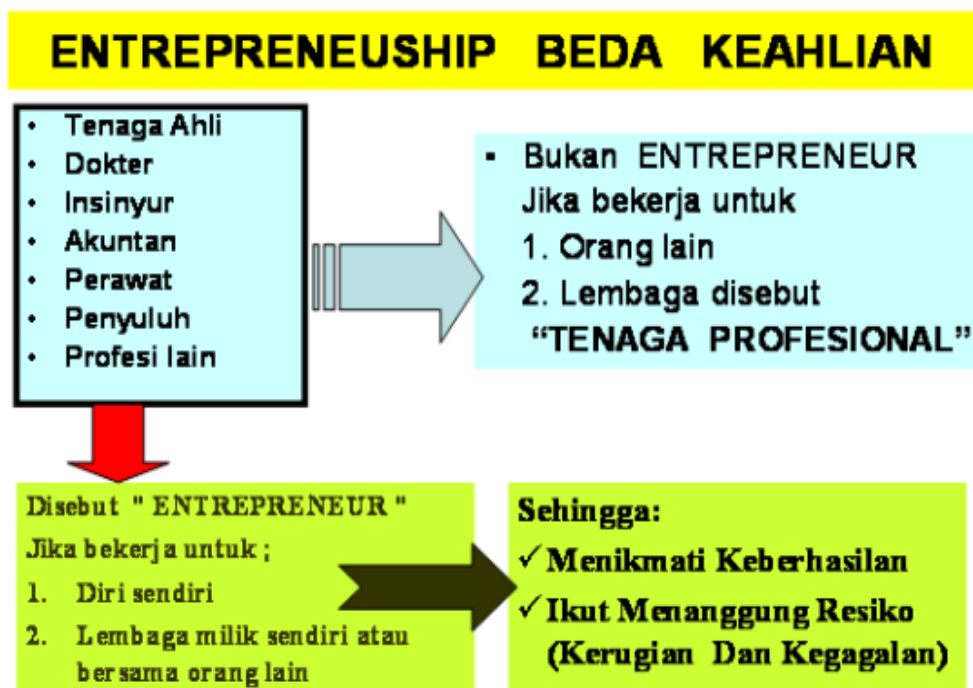 ENTREPRENEUSHIP BEDA KEAHLIAN
• Tenaga Ahli
• Dokter
• Insinyur
• Akuntan
• Perawat
• Penyuluh
• Profesi lain
▪ Bukan ENTREPRENEUR
Jika bekerja untuk
1. Orang lain
2. Lembaga disebut
“TENAGA PROFESIONAL”
Disebut " ENTREPRENEUR "
Jika bekerja untuk ;
1. Diri sendiri
2. Lembaga milik sendiri atau
bersama orang lain
Sehingga:
✓ Menikmati Keberhasilan
✓ Ikut Menanggung Resiko
(Kerugian Dan Kegagalan)